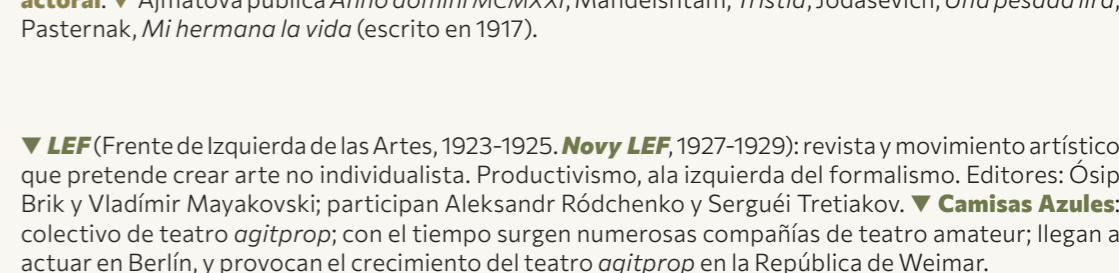 actoral. ▼ Ajmátova publica Anno domini MCMXXI, Mandelshtam, Tristia, Jodasévich, Una pesada lira,
Pasternak, Mi hermana la vida (escrito en 1917).
▼ LEF (Frente de Izquierda de las Artes, 1923-1925. Novy LEF, 1927-1929): revista y movimiento artístico
que pretende crear arte no individualista. Productivismo, ala izquierda del formalismo. Editores: Ósip
Brik y Vladímir Mayakovski; participan Aleksandr Ródchenko y Serguéi Tretiakov. ▼ Camisas Azules:
colectivo de teatro agitprop; con el tiempo surgen numerosas compañías de teatro amateur; llegan a
actuar en Berlín, y provocan el crecimiento del teatro agitprop en la República de Weimar.